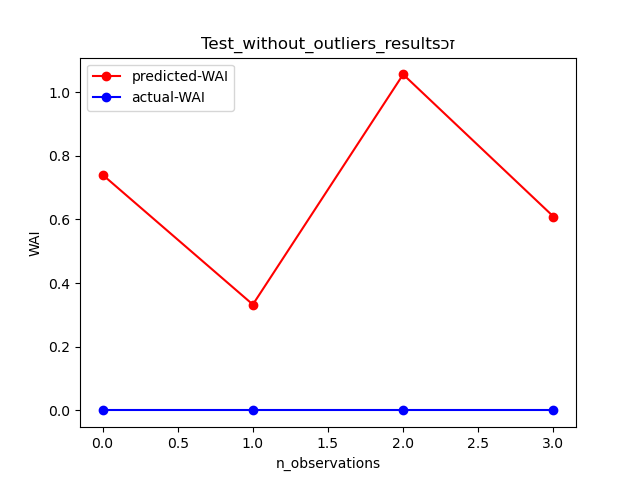 Test_without_outliers_resultsזכ
predicted-WAI
actual-WAI
1.0
0.8
0.6
0.4
0.2
0.0
WAI
0.0 0.5 1.0 1.5 2.0 2.5 3.0
n_observations